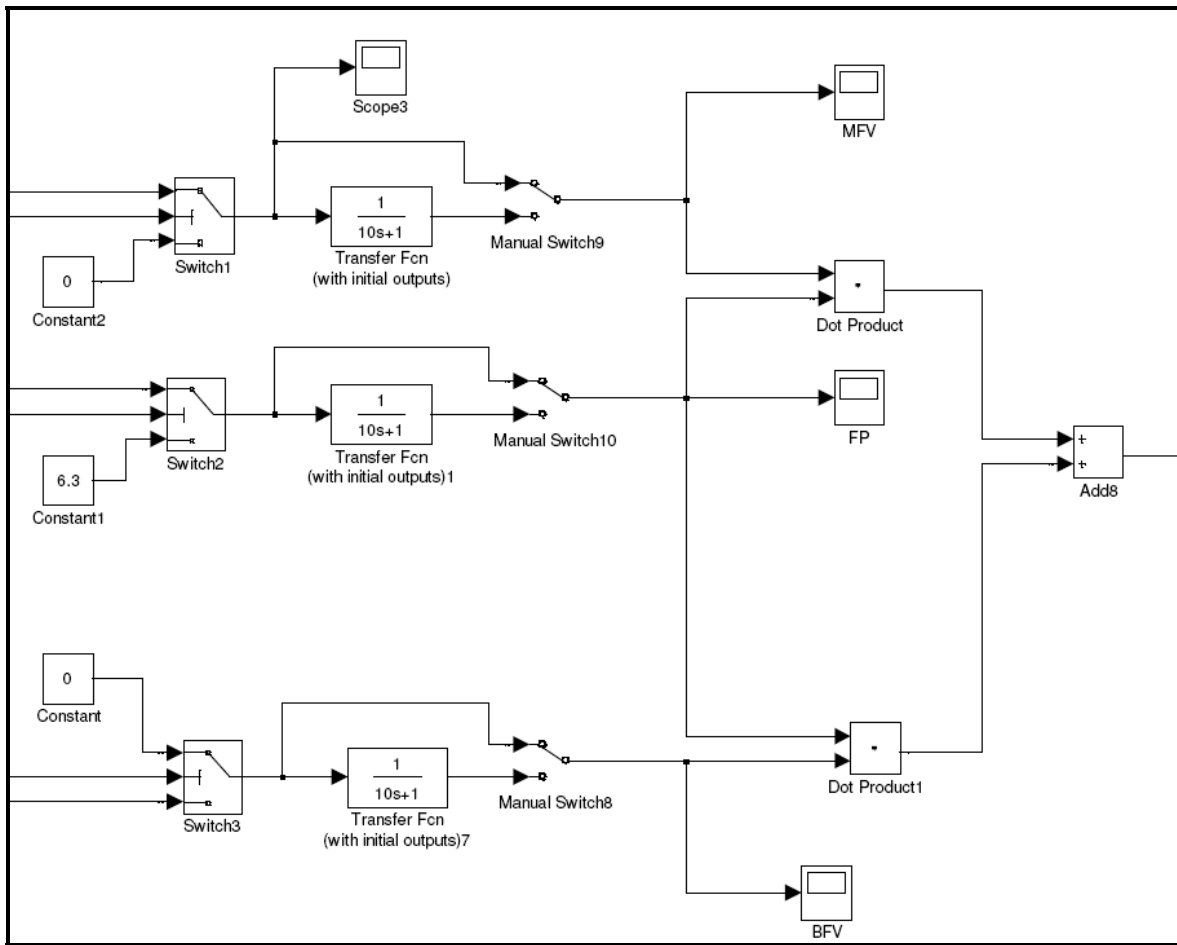 Scope3
MFV
1
10s+1
Manual Switch9
Switch1
Transfer Fcn
(with initial outputs)
0
Constant2
Dot Product
1
10s+1
Manual Switch10
FP
Switch2
Transfer Fcn
(with initial outputs)1
6.3
Constant1
+
+
Add8
0
Constant
1
10s+1
Manual Switch8
Dot Product1
Switch3
Transfer Fcn
(with initial outputs)7
BFV